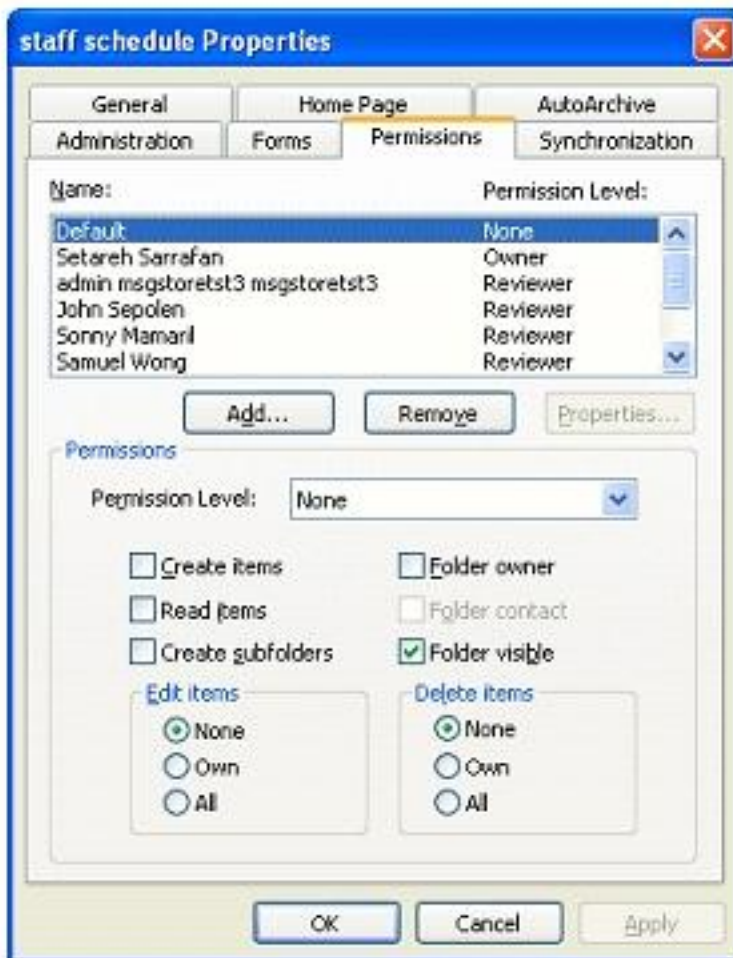 staff schedule Properties
General Home Page AutoArchive
Administration Forms Permissions Synchronization
Name: Permission Level:
Default None
Setareh Sarrafan Owner
admin msgstoretst3 msgstoretst3 Reviewer
John Sepolen Reviewer
Sonny Mamaril Reviewer
Samuel Wong Reviewer
Add... Remove Properties...
Permissions
Permission Level: None
Create items Folder owner
Read items Folder contact
Create subfolders Folder visible
Edit items Delete items
None None
Own Own
All All
OK Cancel Apply